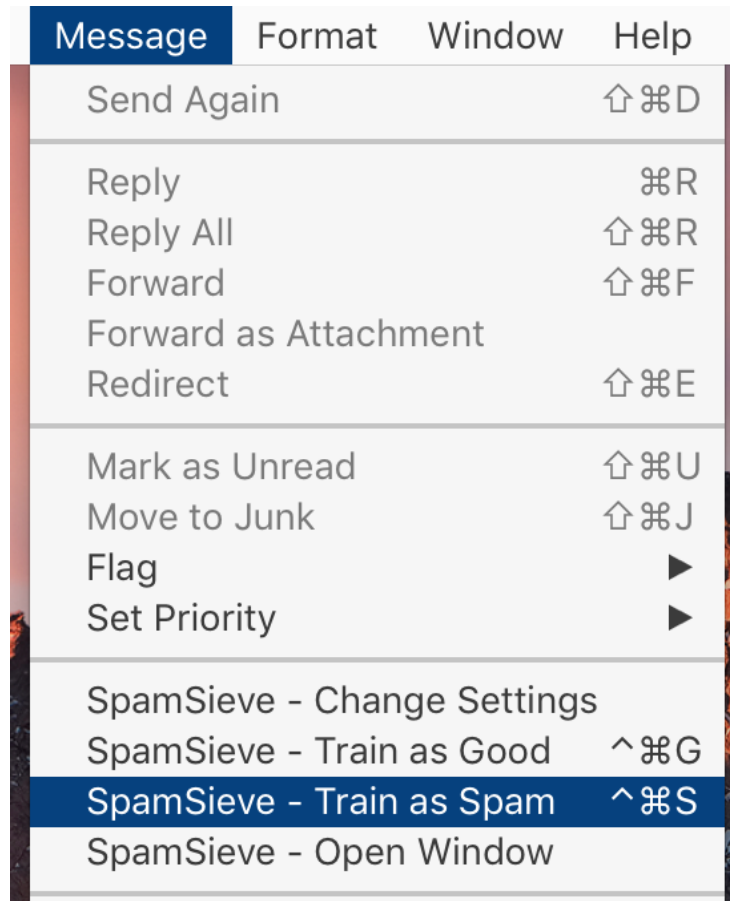 Message Format Window Help
Send Again ⇧⌘D
Reply ⌘R
Reply All ⇧⌘R
Forward ⇧⌘F
Forward as Attachment
Redirect ⇧⌘E
Mark as Unread ⇧⌘U
Move to Junk ⇧⌘J
Flag ▶
Set Priority ▶
SpamSieve - Change Settings
SpamSieve - Train as Good ^⌘G
SpamSieve - Train as Spam ^⌘S
SpamSieve - Open Window